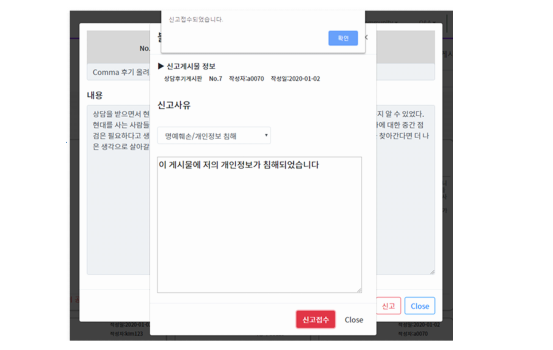 신고접수되었습니다.
확인
No.
Comma 후기 올려
내용
상담을 받으면서 현
현대를 사는 사람들
검은 필요하다고 생
은 생각으로 살아갈
지 알 수 있었다.
에 대한 중간 점
찾아간다면 더 나
▶ 신고게시물 정보
상담후기게시판 No.7 작성자:a0070 작성일:2020-01-02
신고사유
명예훼손/개인정보 침해
이 게시물에 저의 개인정보가 침해되었습니다
신고접수 Close
신고 Close
작성자:a0070